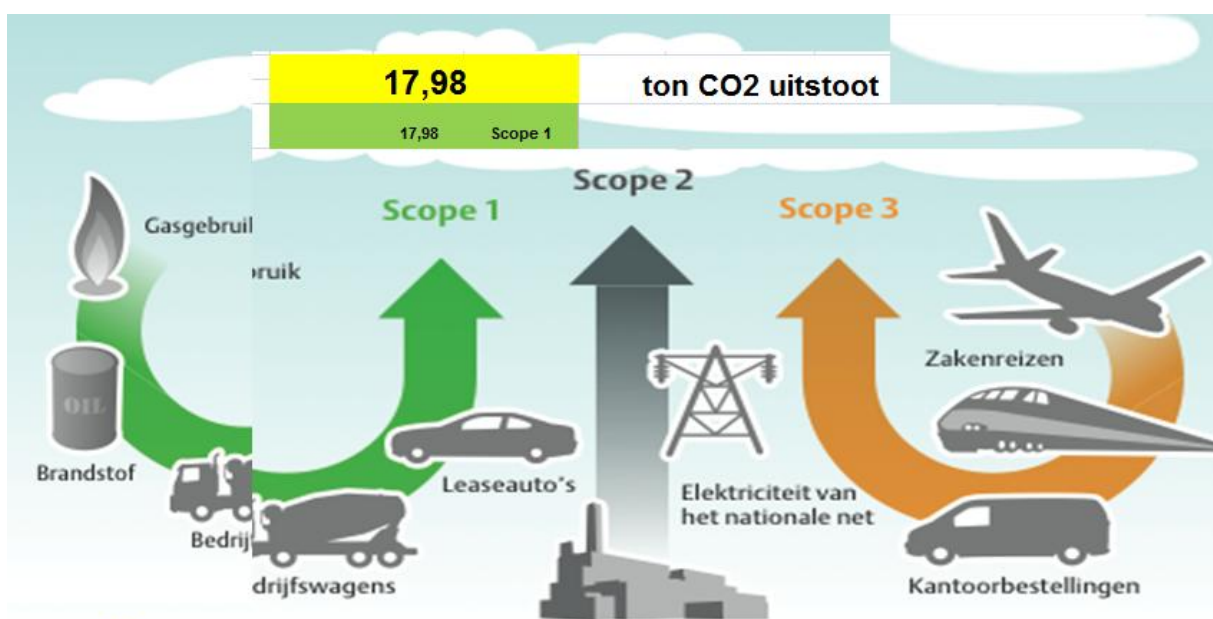 17,98 ton CO2 uitstoot
17,98 Scope 1
Scope 1
Scope 2
Scope 3
Gasgebruil
ruik
OIL
Brandstof
Bedrij
drijfswagens
Leaseauto's
Elektriciteit van
het nationale net
Zakenreizen
Kantoorbestellingen